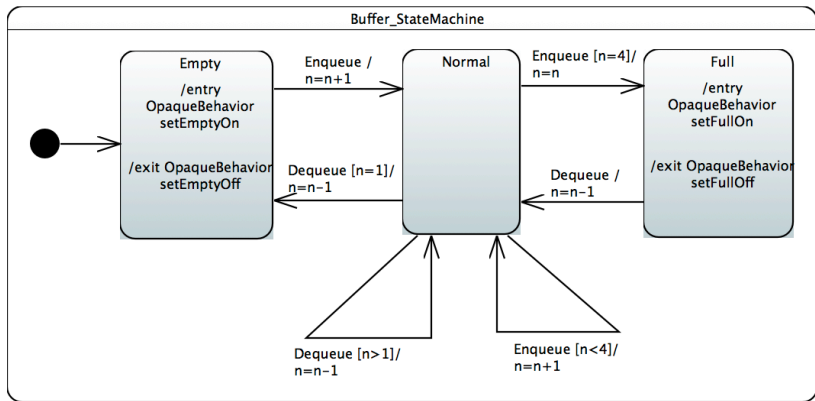 Buffer_StateMachine
Empty
/entry
OpaqueBehavior
setEmptyOn
/exit OpaqueBehavior
setEmptyOff
Enqueue /
n=n+1
Dequeue [n=1]/
n=n-1
Normal
Enqueue [n=4]/
n=n
Dequeue /
n=n-1
Full
/entry
OpaqueBehavior
setFullOn
/exit OpaqueBehavior
setFullOff
Dequeue [n>1]/
n=n-1
Enqueue [n<4]/
n=n+1